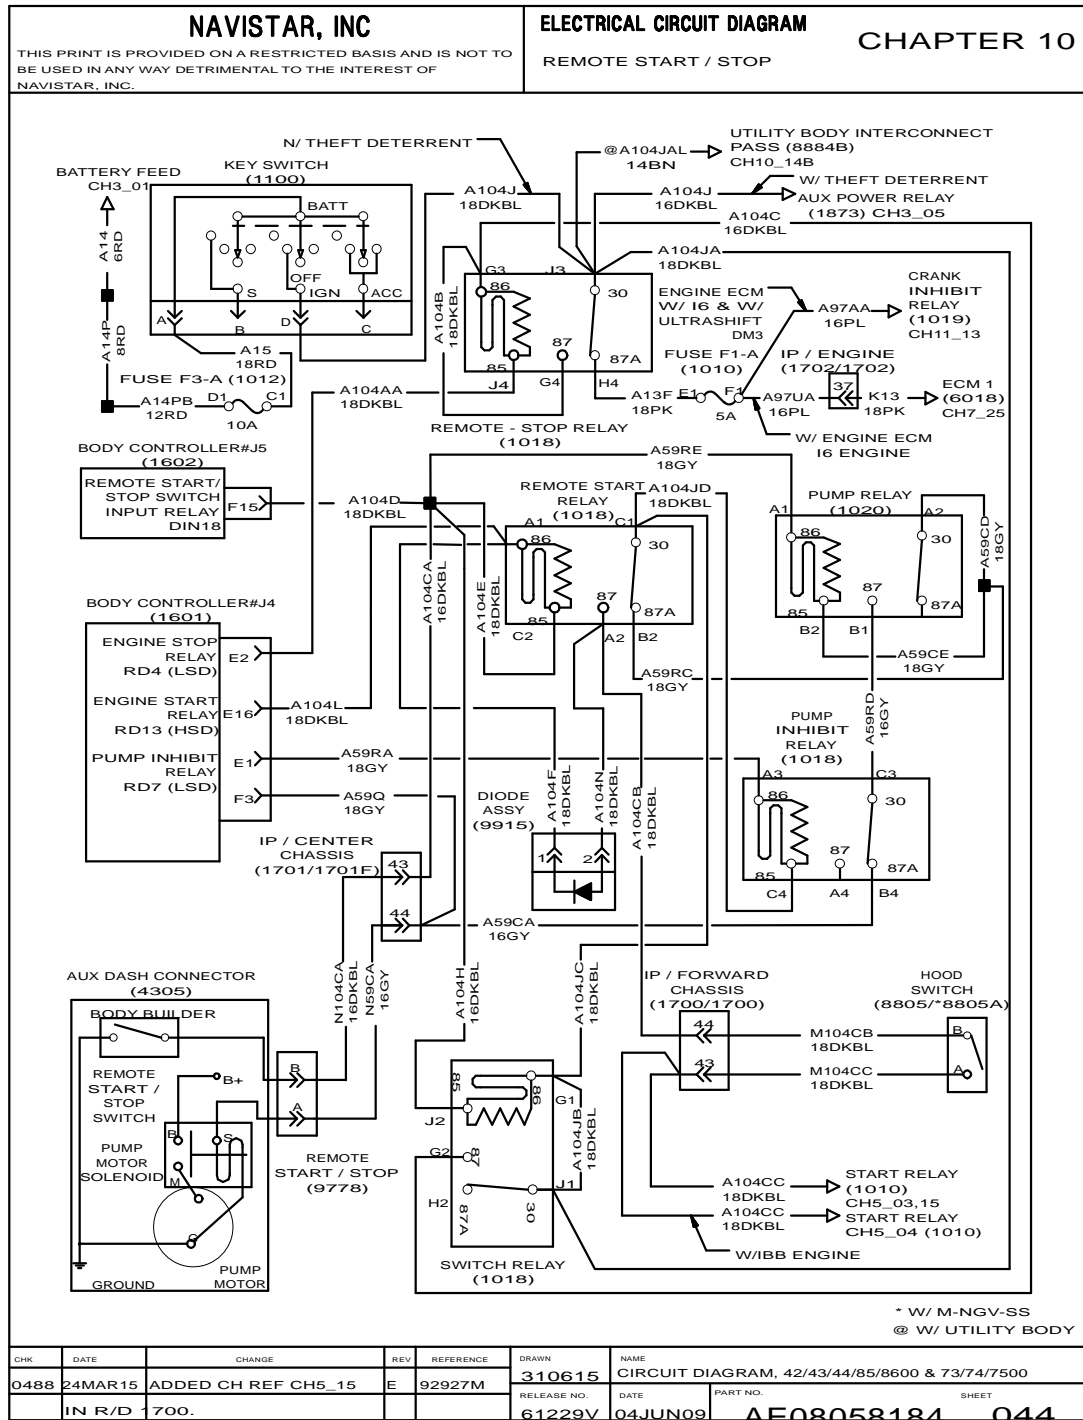 NAVISTAR, INC
THIS PRINT IS PROVIDED ON A RESTRICTED BASIS AND IS NOT TO
BE USED IN ANY WAY DETRIMENTAL TO THE INTEREST OF
NAVISTAR, INC.
ELECTRICAL CIRCUIT DIAGRAM
REMOTE START / STOP
CHAPTER 10
N/ THEFT DETERRENT
@A104JAL
14BN
UTILITY BODY INTERCONNECT
PASS (8884B)
CH10_14B
BATTERY FEED
CH3_01
KEY SWITCH
(1100)
BATT
OFF
S
IGN
ACC
A
B
D
C
A14
6RD
A14P
8RD
A15
18RD
FUSE F3-A (1012)
A14PB
12RD
D1
C1
10A
A104J
18DKBL
A104J
16DKBL
W/ THEFT DETERRENT
AUX POWER RELAY
(1873) CH3_05
A104C
16DKBL
A104JA
18DKBL
A104B
18DKBL
G3
J3
86
30
87
87A
85
J4
G4
H4
REMOTE - STOP RELAY
(1018)
A104AA
18DKBL
ENGINE ECM
W/ I6 & W/
ULTRASHIFT
DM3
A97AA
16PL
CRANK
INHIBIT
RELAY
(1019)
CH11_13
FUSE F1-A
(1010)
A13F
18PK
E1
F1
5A
IP / ENGINE
(1702/1702)
37
A97UA
16PL
K13
18PK
ECM 1
(6018)
CH7_25
W/ ENGINE ECM
I6 ENGINE
BODY CONTROLLER#J5
(1602)
REMOTE START/
STOP SWITCH
INPUT RELAY
DIN18
F15
A104D
18DKBL
A59RE
18GY
REMOTE START
RELAY
(1018)
A1
C1
86
30
87
87A
85
C2
A2
B2
A104JD
18DKBL
PUMP RELAY
(1020)
A1
A2
86
30
87
87A
85
B2
B1
A59CD
18GY
A104CA
16DKBL
A104E
18DKBL
A59CE
18GY
A59RC
18GY
A59RD
16GY
BODY CONTROLLER#J4
(1601)
ENGINE STOP
RELAY
RD4 (LSD)
E2
ENGINE START
RELAY
RD13 (HSD)
E16
PUMP INHIBIT
RELAY
RD7 (LSD)
E1
F3
A104L
18DKBL
A59RA
18GY
A59Q
18GY
PUMP
INHIBIT
RELAY
(1018)
A3
C3
86
30
87
87A
85
C4
A4
B4
A104F
18DKBL
A104N
18DKBL
A104CB
18DKBL
DIODE
ASSY
(9915)
1
2
IP / CENTER
CHASSIS
(1701/1701F)
43
44
A59CA
16GY
N104CA
16DKBL
N59CA
16GY
A104H
16DKBL
A104JC
18DKBL
AUX DASH CONNECTOR
(4305)
BODY BUILDER
REMOTE
START /
STOP
SWITCH
B+
B
S
M
G
PUMP
MOTOR
SOLENOID
GROUND
PUMP
MOTOR
B
A
REMOTE
START / STOP
(9778)
85
86
J2
G1
G2
87
H2
87A
30
J1
A104JB
18DKBL
SWITCH RELAY
(1018)
IP / FORWARD
CHASSIS
(1700/1700)
44
43
M104CB
18DKBL
M104CC
18DKBL
HOOD
SWITCH
(8805/*8805A)
B
A
A104CC
18DKBL
START RELAY
(1010)
CH5_03,15
A104CC
18DKBL
START RELAY
CH5_04 (1010)
W/IBB ENGINE
* W/ M-NGV-SS
@ W/ UTILITY BODY
CHK
DATE
CHANGE
REV
REFERENCE
0488
24MAR15
ADDED CH REF CH5_15
E
92927M
IN R/D 1700.
DRAWN
310615
NAME
CIRCUIT DIAGRAM, 42/43/44/85/8600 & 73/74/7500
RELEASE NO.
61229V
DATE
04JUN09
PART NO.
AE08058184
SHEET
044